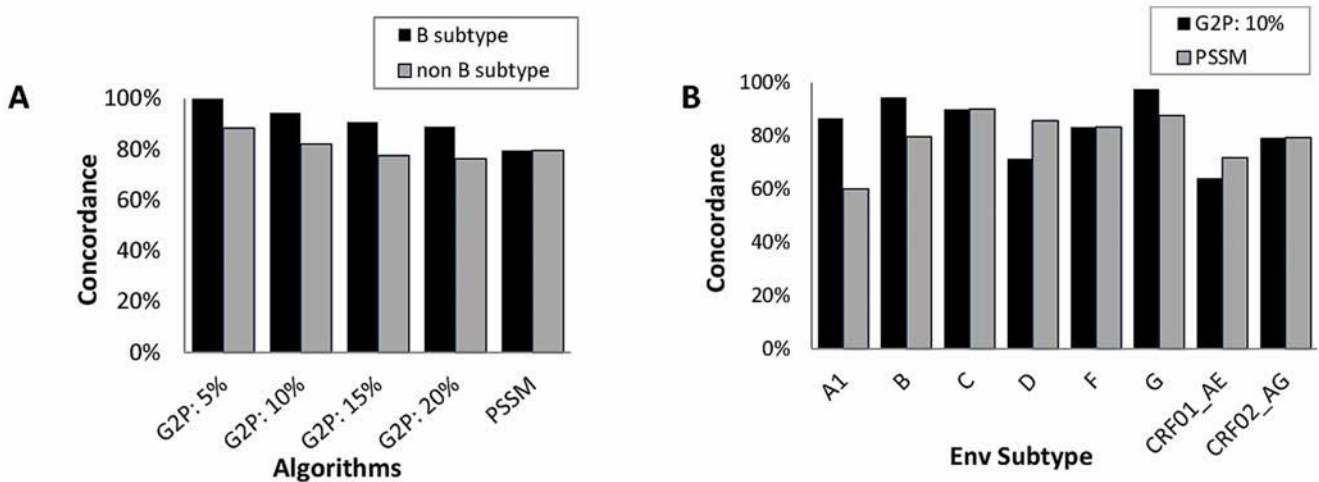 A
B subtype
non B subtype
Concordance
100%
80%
60%
40%
20%
0%
G2P: 5%
G2P: 10%
G2P: 15%
G2P: 20%
PSSM
Algorithms
B
G2P: 10%
PSSM
Concordance
100%
80%
60%
40%
20%
0%
A1
B
C
D
F
G
CRF01_AE
CRF02_AG
Env Subtype